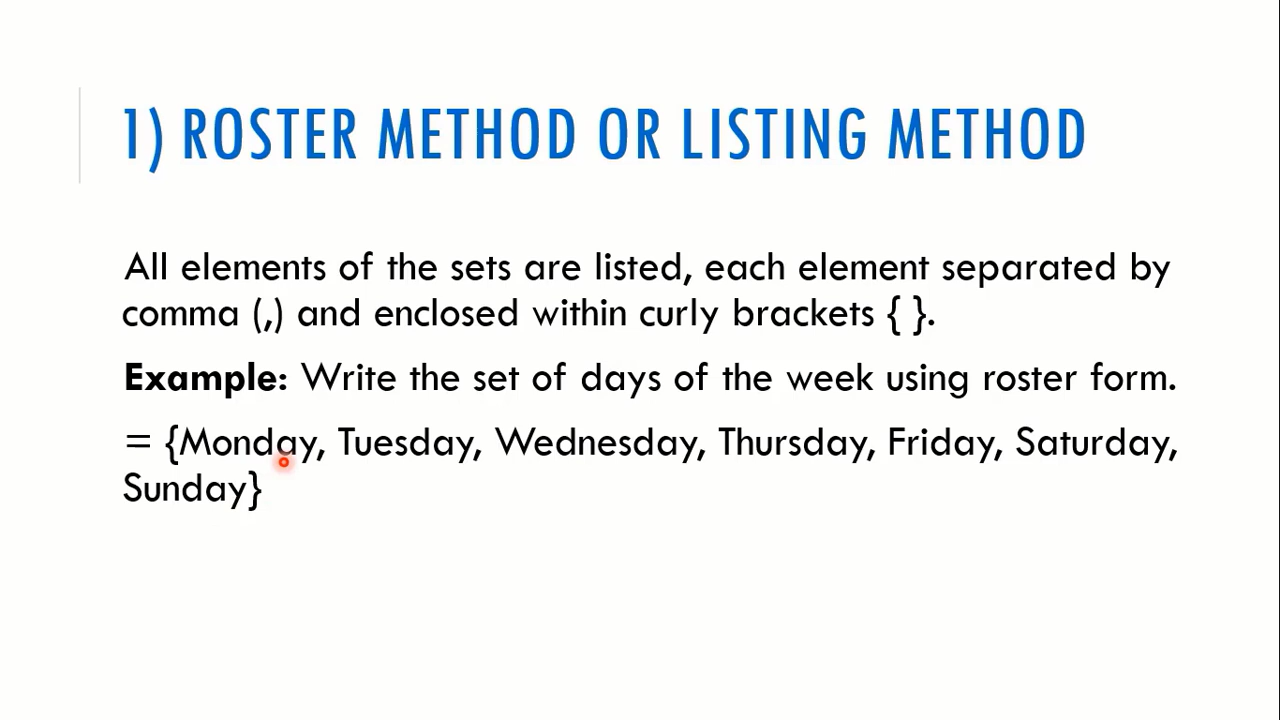 1) ROSTER METHOD OR LISTING METHOD
All elements of the sets are listed, each element separated by
comma (,) and enclosed within curly brackets { }.
Example: Write the set of days of the week using roster form.
= {Monday, Tuesday, Wednesday, Thursday, Friday, Saturday,
Sunday}